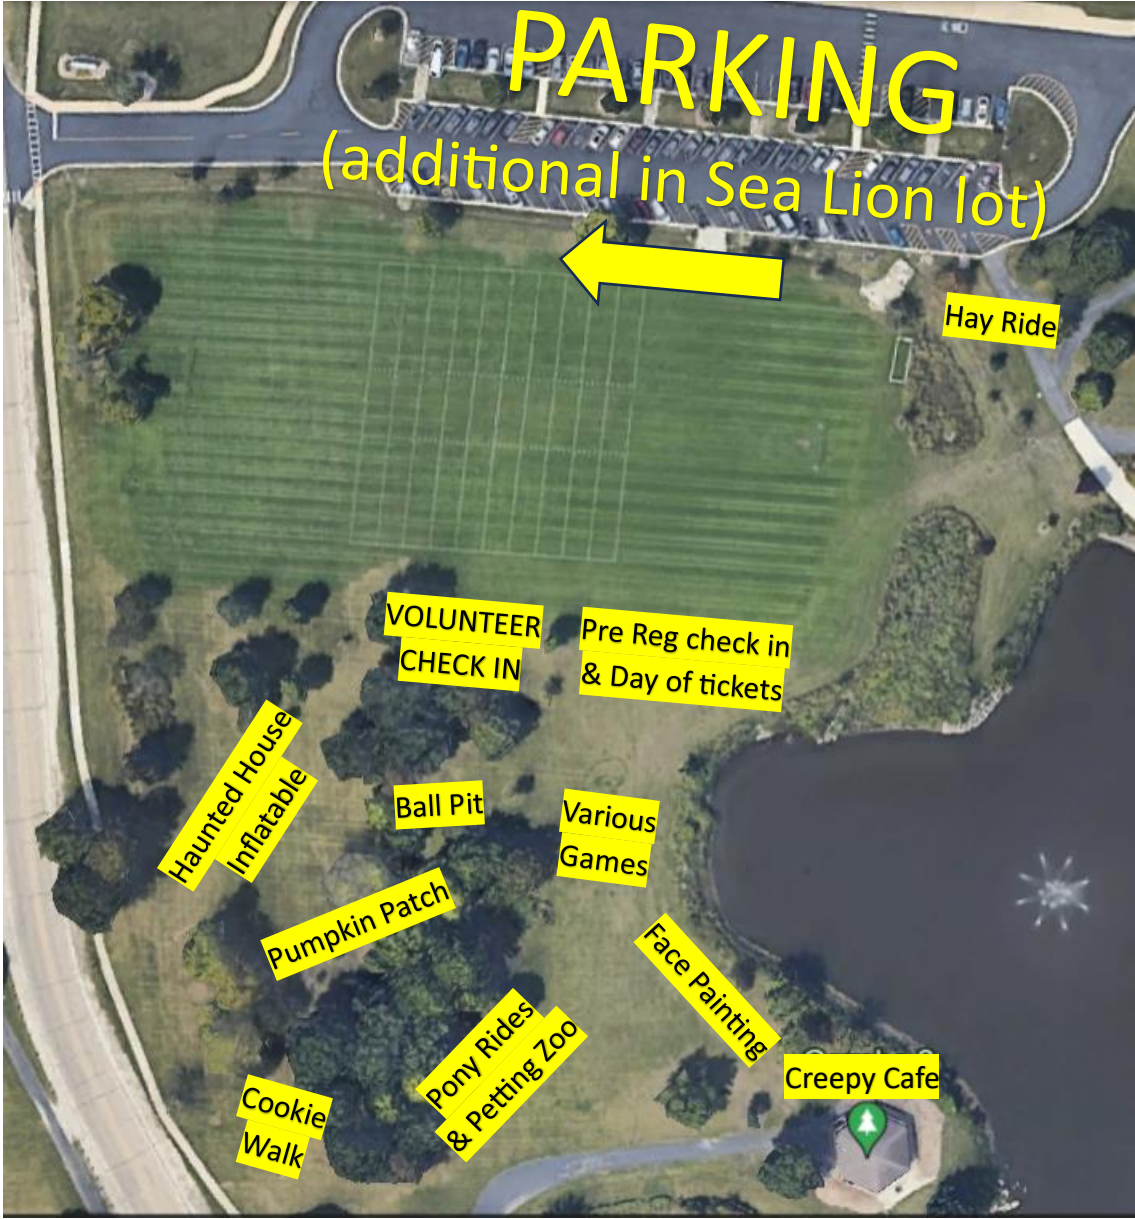 PARKING
(additional in Sea Lion lot)
Hay Ride
VOLUNTEER
CHECK IN
Pre Reg check in
& Day of tickets
Haunted House
Inflatable
Ball Pit
Various
Games
Pumpkin Patch
Face Painting
Pony Rides
& Petting Zoo
Creepy Cafe
Cookie
Walk